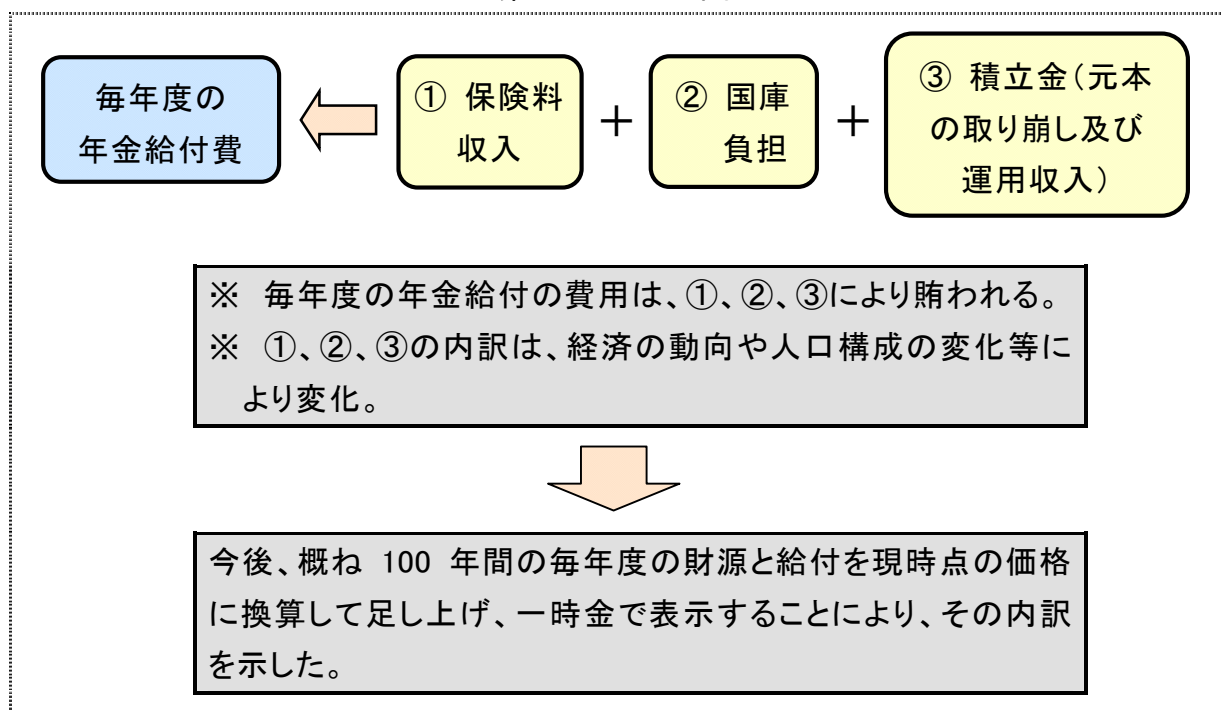 毎年度の
年金給付費
① 保険料
収入
+
② 国庫
負担
+
③ 積立金(元本
の取り崩し及び
運用収入)
※ 毎年度の年金給付の費用は、①、②、③により賄われる。
※ ①、②、③の内訳は、経済の動向や人口構成の変化等に
より変化。
今後、概ね 100 年間の毎年度の財源と給付を現時点の価格
に換算して足し上げ、一時金で表示することにより、その内訳
を示した。